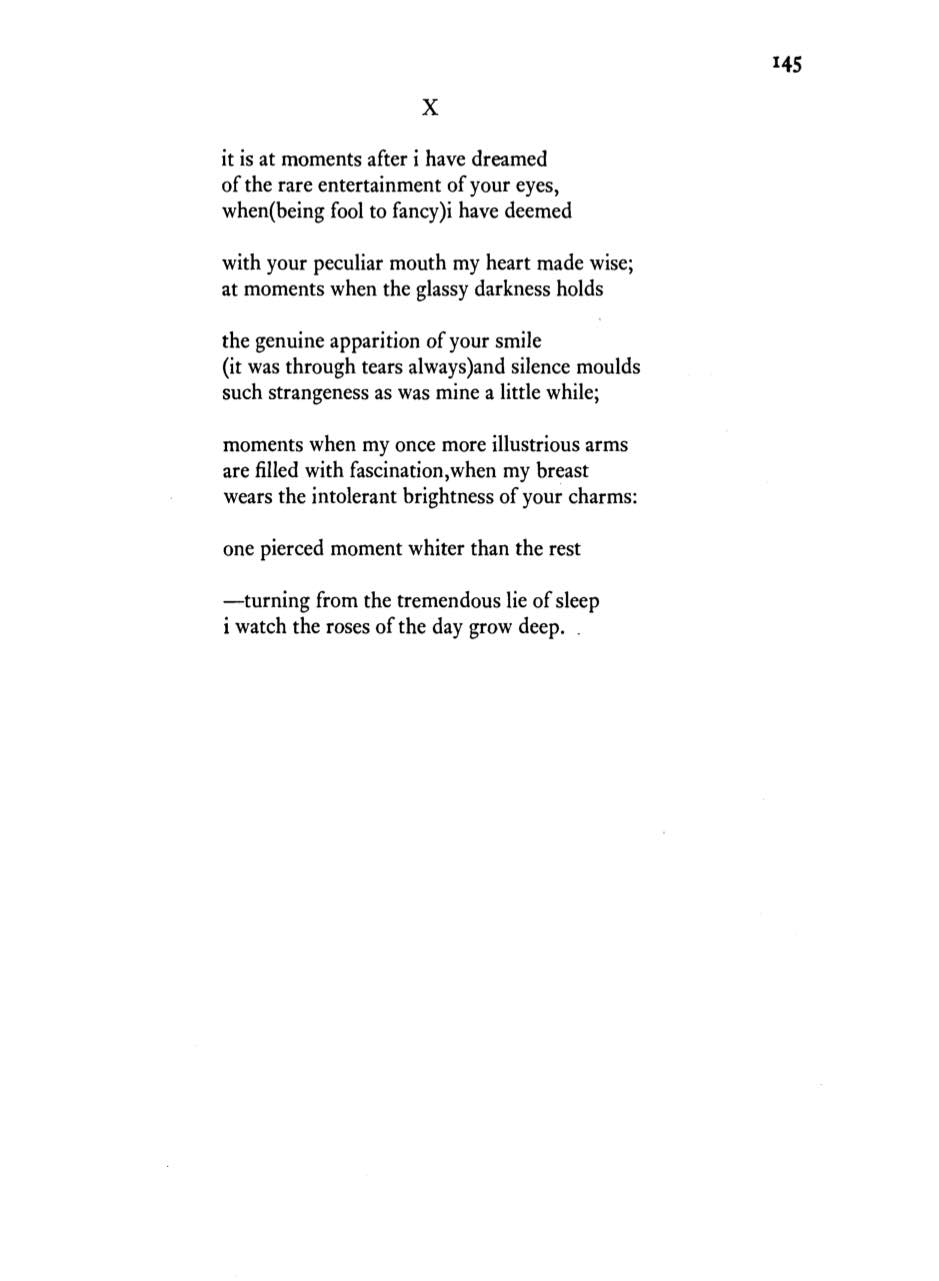 145
X
it is at moments after i have dreamed
of the rare entertainment of your eyes,
when(being fool to fancy)i have deemed
with your peculiar mouth my heart made wise;
at moments when the glassy darkness holds
the genuine apparition of your smile
(it was through tears always)and silence moulds
such strangeness as was mine a little while;
moments when my once more illustrious arms
are filled with fascination,when my breast
wears the intolerant brightness of your charms:
one pierced moment whiter than the rest
—turning from the tremendous lie of sleep
i watch the roses of the day grow deep.